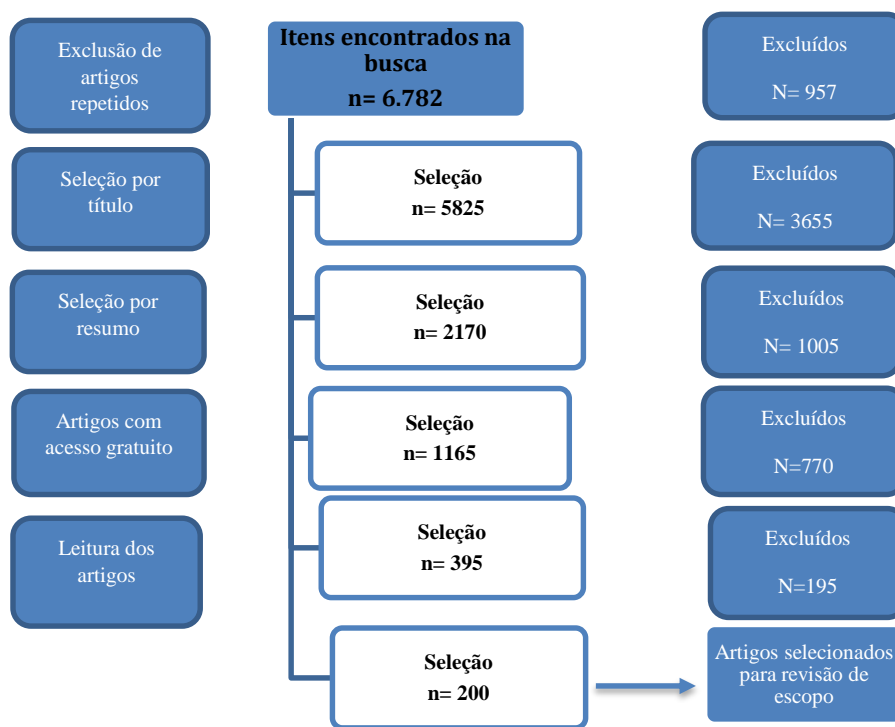 Exclusão de
artigos
repetidos
Itens encontrados na
busca
n= 6.782
Excluídos
N= 957
Seleção por
título
Seleção
n= 5825
Excluídos
N= 3655
Seleção por
resumo
Seleção
n= 2170
Excluídos
N= 1005
Artigos com
acesso gratuito
Seleção
n= 1165
Excluídos
N=770
Leitura dos
artigos
Seleção
n= 395
Excluídos
N=195
Seleção
n= 200
Artigos selecionados
para revisão de
escopo